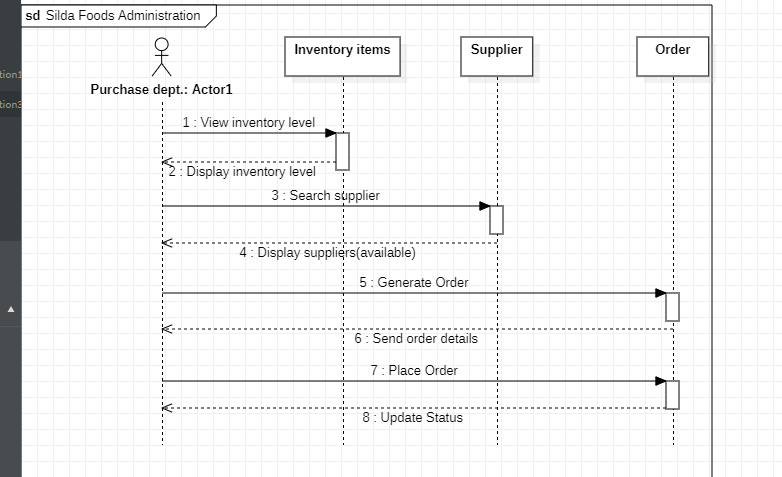 sd Silda Foods Administration
Inventory items
Supplier
Order
tion1
Purchase dept.: Actor1
tion3
1 : View inventory level
2 : Display inventory level
3 : Search supplier
4 : Display suppliers(available)
5 : Generate Order
6 : Send order details
7 : Place Order
8 : Update Status